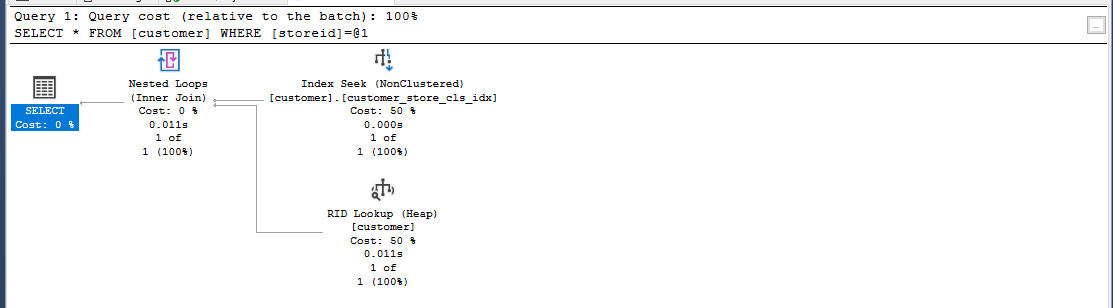 Query 1: Query cost (relative to the batch): 100%
SELECT * FROM [customer] WHERE [storeid]=@1
SELECT
Cost: 0 %
Nested Loops
(Inner Join)
Cost: 0 %
0.011s
1 of
1 (100%)
Index Seek (NonClustered)
[customer].[customer_store_cls_idx]
Cost: 50 %
0.000s
1 of
1 (100%)
RID Lookup (Heap)
[customer]
Cost: 50 %
0.011s
1 of
1 (100%)